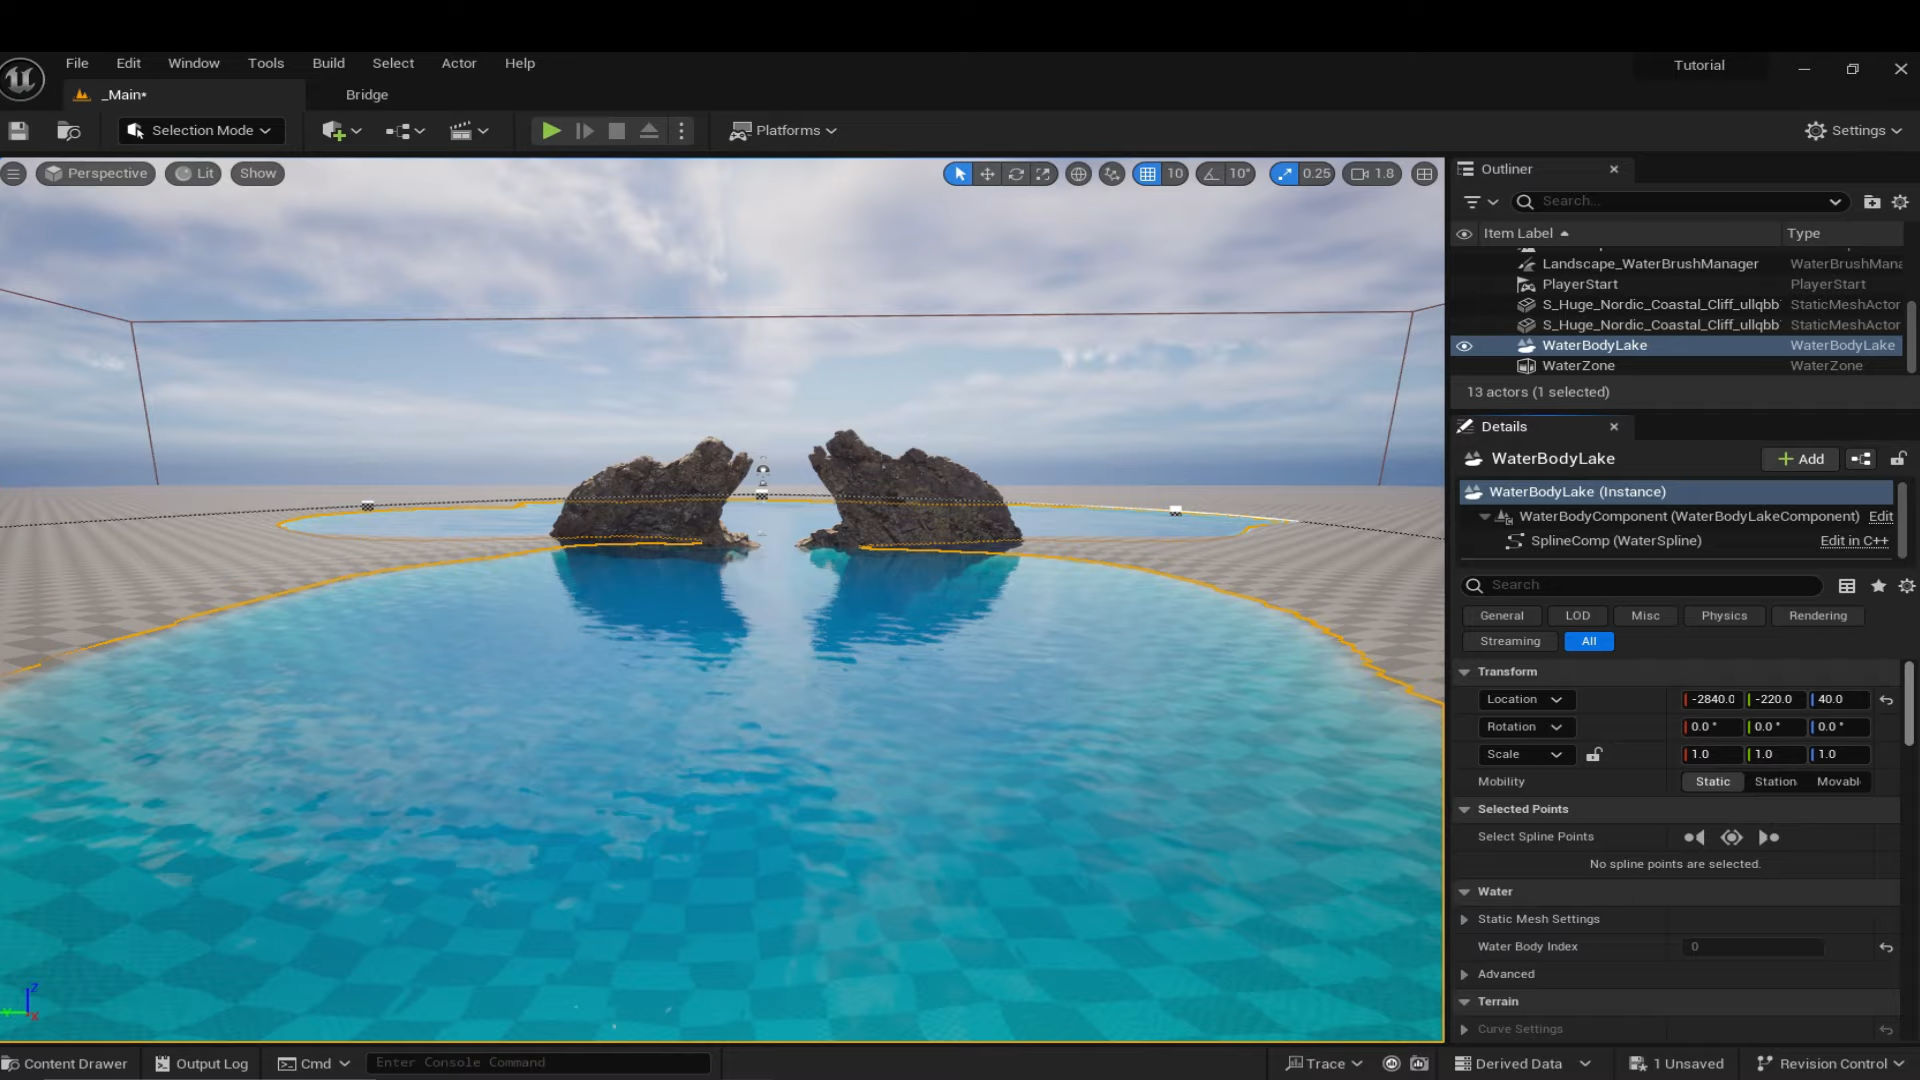 File Edit Window Tools Build Select Actor Help
Tutorial
_Main*
Bridge
Selection Mode
Platforms
Settings
Perspective
Lit
Show
10
10°
0.25
1.8
Outliner
Search...
Item Label
Type
Landscape_WaterBrushManager WaterBrushMana
PlayerStart PlayerStart
S_Huge_Nordic_Coastal_Cliff_ullqbb StaticMeshActor
S_Huge_Nordic_Coastal_Cliff_ullqbb StaticMeshActor
WaterBodyLake WaterBodyLake
WaterZone WaterZone
13 actors (1 selected)
Details
WaterBodyLake
Add
WaterBodyLake (Instance)
WaterBodyComponent (WaterBodyLakeComponent) Edit
SplineComp (WaterSpline) Edit in C++
Search
General LOD Misc Physics Rendering
Streaming All
Transform
Location -2840.0 -220.0 40.0
Rotation 0.0° 0.0° 0.0°
Scale 1.0 1.0 1.0
Mobility Static Station Movabl
Selected Points
Select Spline Points
No spline points are selected.
Water
Static Mesh Settings
Water Body Index 0
Advanced
Terrain
Curve Settings
Z
X
Content Drawer
Output Log
Cmd
Enter Console Command
Trace
Derived Data
1 Unsaved
Revision Control